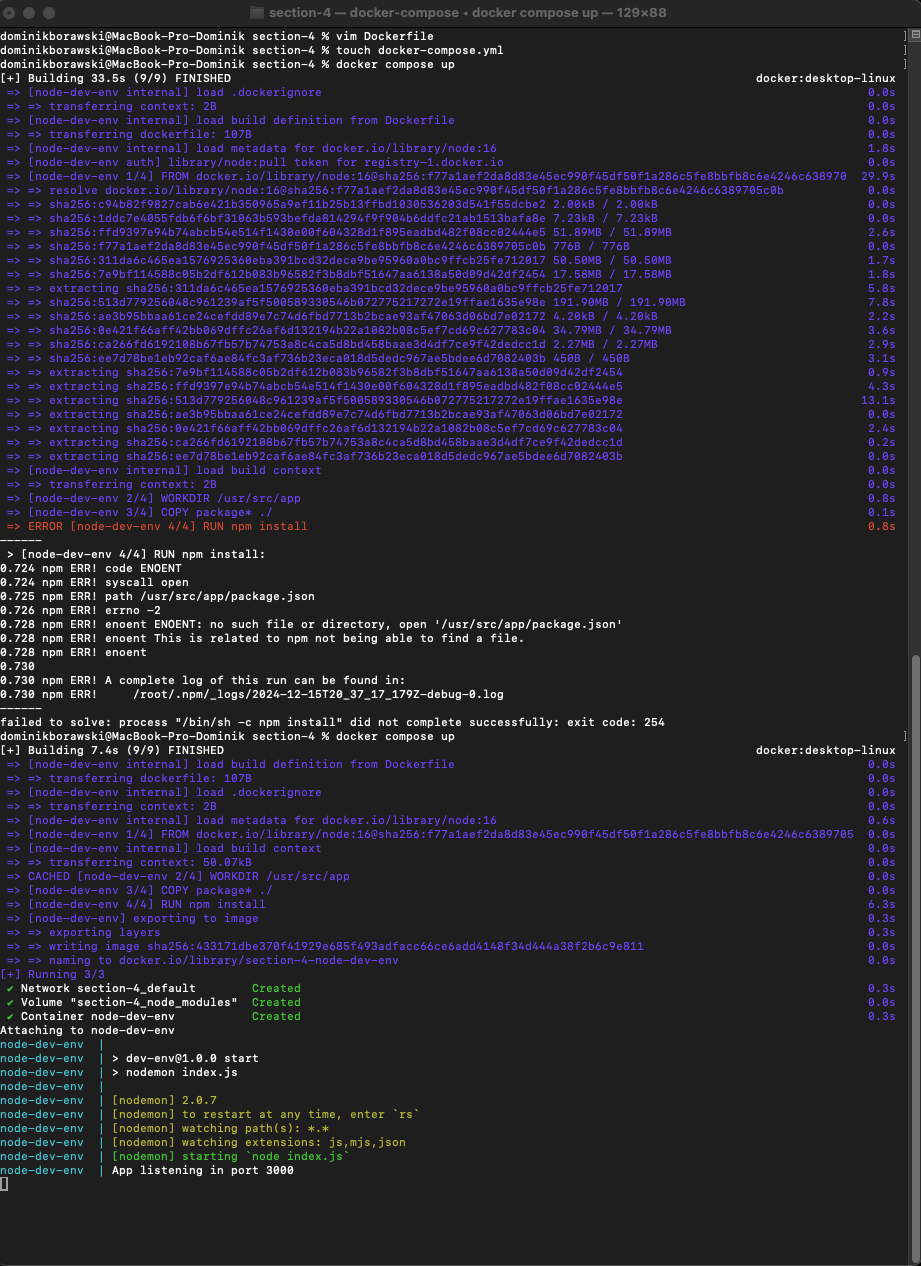 section-4 — docker-compose ◂ docker compose up — 129×88
dominikborawski@MacBook-Pro-Dominik section-4 % vim Dockerfile
dominikborawski@MacBook-Pro-Dominik section-4 % touch docker-compose.yml
dominikborawski@MacBook-Pro-Dominik section-4 % docker compose up
[+] Building 33.5s (9/9) FINISHED docker:desktop-linux
=> [node-dev-env internal] load .dockerignore 0.0s
=> => transferring context: 2B 0.0s
=> [node-dev-env internal] load build definition from Dockerfile 0.0s
=> => transferring dockerfile: 107B 0.0s
=> [node-dev-env internal] load metadata for docker.io/library/node:16 1.8s
=> [node-dev-env auth] library/node:pull token for registry-1.docker.io 0.0s
=> [node-dev-env 1/4] FROM docker.io/library/node:16@sha256:f77a1aef2da8d83e45ec990f45df50f1a286c5fe8bbfb8c6e4246c638970 29.9s
=> => resolve docker.io/library/node:16@sha256:f77a1aef2da8d83e45ec990f45df50f1a286c5fe8bbfb8c6e4246c6389705c0b 0.0s
=> => sha256:c94b82f9827cab6e421b350965a9ef11b25b13ffbd1030536203d541f55dcbe2 2.00kB / 2.00kB 0.0s
=> => sha256:1ddc7e4055fdb6f6bf31063b593befda814294f9f904b6ddfc21ab1513bafa8e 7.23kB / 7.23kB 0.0s
=> => sha256:ffd9397e94b74abcb54e514f1430e00f604328d1f895eadbd482f08cc02444e5 51.89MB / 51.89MB 2.6s
=> => sha256:f77a1aef2da8d83e45ec990f45df50f1a286c5fe8bbfb8c6e4246c6389705c0b 776B / 776B 0.0s
=> => sha256:311da6c465ea1576925360eba391bcd32dece9be95960a0bc9ffcb25fe712017 50.50MB / 50.50MB 1.7s
=> => sha256:7e9bf114588c05b2df612b083b96582f3b8dbf51647aa6138a50d09d42df2454 17.58MB / 17.58MB 1.8s
=> => extracting sha256:311da6c465ea1576925360eba391bcd32dece9be95960a0bc9ffcb25fe712017 5.8s
=> => sha256:513d779256048c961239af5f500589330546b072775217272e19ffae1635e98e 191.90MB / 191.90MB 7.8s
=> => sha256:ae3b95bbaa61ce24cefdd89e7c74d6fbd7713b2bcae93af47063d06bd7e02172 4.20kB / 4.20kB 2.2s
=> => sha256:0e421f66aff42bb069dffc26af6d132194b22a1082b08c5ef7cd69c627783c04 34.79MB / 34.79MB 3.6s
=> => sha256:ca266fd6192108b67fb57b74753a8c4ca5d8bd458baae3d4df7ce9f42dedcc1d 2.27MB / 2.27MB 2.9s
=> => sha256:ee7d78be1eb92caf6ae84fc3af736b23eca018d5dedc967ae5bdee6d7082403b 450B / 450B 3.1s
=> => extracting sha256:7e9bf114588c05b2df612b083b96582f3b8dbf51647aa6138a50d09d42df2454 0.9s
=> => extracting sha256:ffd9397e94b74abcb54e514f1430e00f604328d1f895eadbd482f08cc02444e5 4.3s
=> => extracting sha256:513d779256048c961239af5f500589330546b072775217272e19ffae1635e98e 13.1s
=> => extracting sha256:ae3b95bbaa61ce24cefdd89e7c74d6fbd7713b2bcae93af47063d06bd7e02172 0.0s
=> => extracting sha256:0e421f66aff42bb069dffc26af6d132194b22a1082b08c5ef7cd69c627783c04 2.4s
=> => extracting sha256:ca266fd6192108b67fb57b74753a8c4ca5d8bd458baae3d4df7ce9f42dedcc1d 0.2s
=> => extracting sha256:ee7d78be1eb92caf6ae84fc3af736b23eca018d5dedc967ae5bdee6d7082403b 0.0s
=> [node-dev-env internal] load build context 0.0s
=> => transferring context: 2B 0.0s
=> [node-dev-env 2/4] WORKDIR /usr/src/app 0.8s
=> [node-dev-env 3/4] COPY package* ./ 0.1s
=> ERROR [node-dev-env 4/4] RUN npm install 0.8s
------
> [node-dev-env 4/4] RUN npm install:
0.724 npm ERR! code ENOENT
0.724 npm ERR! syscall open
0.725 npm ERR! path /usr/src/app/package.json
0.726 npm ERR! errno -2
0.728 npm ERR! enoent ENOENT: no such file or directory, open '/usr/src/app/package.json'
0.728 npm ERR! enoent This is related to npm not being able to find a file.
0.728 npm ERR! enoent
0.730
0.730 npm ERR! A complete log of this run can be found in:
0.730 npm ERR!     /root/.npm/_logs/2024-12-15T20_37_17_179Z-debug-0.log
------
failed to solve: process "/bin/sh -c npm install" did not complete successfully: exit code: 254
dominikborawski@MacBook-Pro-Dominik section-4 % docker compose up
[+] Building 7.4s (9/9) FINISHED docker:desktop-linux
=> [node-dev-env internal] load build definition from Dockerfile 0.0s
=> => transferring dockerfile: 107B 0.0s
=> [node-dev-env internal] load .dockerignore 0.0s
=> => transferring context: 2B 0.0s
=> [node-dev-env internal] load metadata for docker.io/library/node:16 0.6s
=> [node-dev-env 1/4] FROM docker.io/library/node:16@sha256:f77a1aef2da8d83e45ec990f45df50f1a286c5fe8bbfb8c6e4246c6389705 0.0s
=> [node-dev-env internal] load build context 0.0s
=> => transferring context: 50.07kB 0.0s
=> CACHED [node-dev-env 2/4] WORKDIR /usr/src/app 0.0s
=> [node-dev-env 3/4] COPY package* ./ 0.0s
=> [node-dev-env 4/4] RUN npm install 6.3s
=> [node-dev-env] exporting to image 0.3s
=> => exporting layers 0.3s
=> => writing image sha256:433171dbe370f41929e685f493adfacc66ce6add4148f34d444a38f2b6c9e811 0.0s
=> => naming to docker.io/library/section-4-node-dev-env 0.0s
[+] Running 3/3
✔ Network section-4_default Created 0.3s
✔ Volume "section-4_node_modules" Created 0.0s
✔ Container node-dev-env Created 0.3s
Attaching to node-dev-env
node-dev-env |
node-dev-env | > dev-env@1.0.0 start
node-dev-env | > nodemon index.js
node-dev-env |
node-dev-env | [nodemon] 2.0.7
node-dev-env | [nodemon] to restart at any time, enter `rs`
node-dev-env | [nodemon] watching path(s): *.*
node-dev-env | [nodemon] watching extensions: js,mjs,json
node-dev-env | [nodemon] starting `node index.js`
node-dev-env | App listening in port 3000